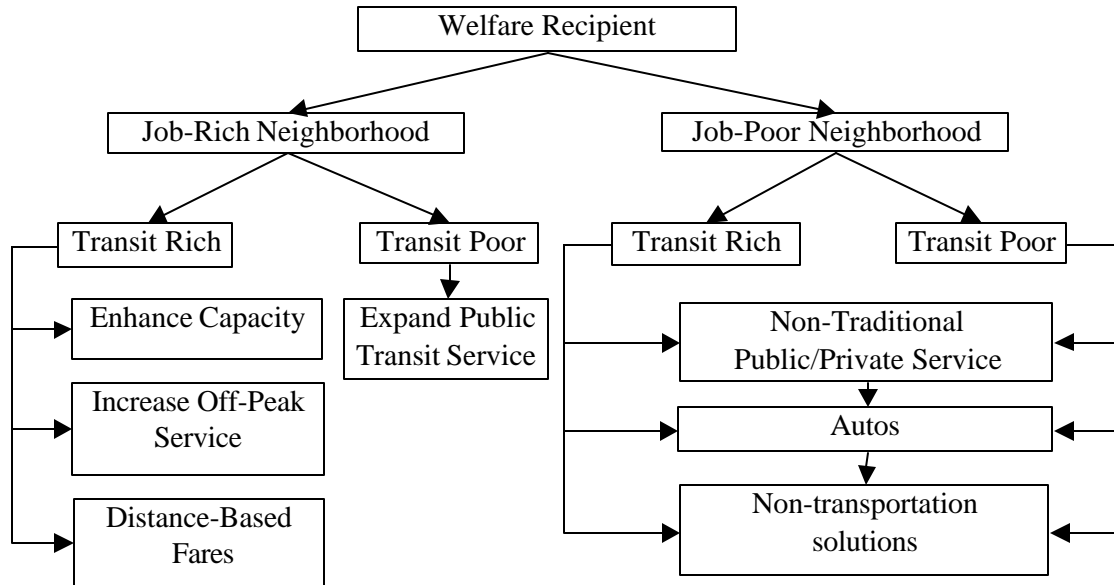 Welfare Recipient
Job-Rich Neighborhood
Job-Poor Neighborhood
Transit Rich
Transit Poor
Transit Rich
Transit Poor
Enhance Capacity
Expand Public
Transit Service
Increase Off-Peak
Service
Distance-Based
Fares
Non-Traditional
Public/Private Service
Autos
Non-transportation
solutions